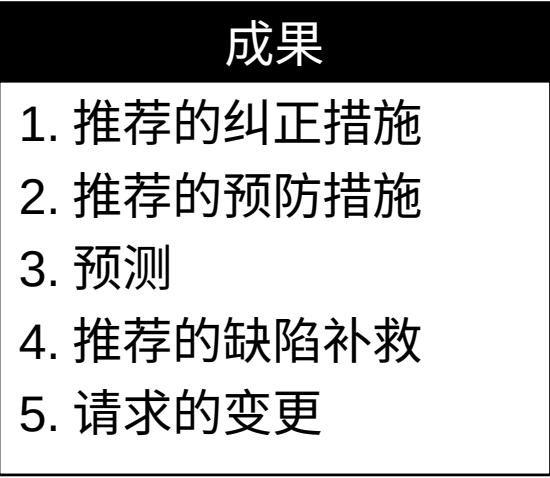 成果
1. 推荐的纠正措施
2. 推荐的预防措施
3. 预测
4. 推荐的缺陷补救
5. 请求的变更